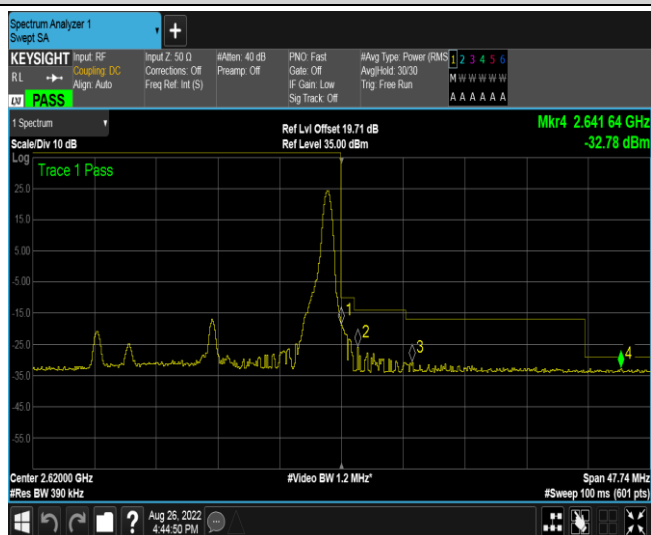 Spectrum Analyzer 1
Swept SA
+
KEYSIGHT Input: RF Input Z: 50 Ω #Atten: 40 dB PNO: Fast #Avg Type: Power (RMS 1 2 3 4 5 6
RL Coupling: DC Corrections: Off Preamp: Off Gate: Off Avg|Hold: 30/30 M W W W W W
Align: Auto Freq Ref: Int (S) IF Gain: Low Trig: Free Run
Sig Track: Off A A A A A A
LXI PASS
1 Spectrum Ref Lvl Offset 19.71 dB Mkr4 2.641 64 GHz
Scale/Div 10 dB Ref Level 35.00 dBm -32.78 dBm
Log
Trace 1 Pass
25.0
15.0
5.00
-5.00
-15.0
1
-25.0
2
3
4
-35.0
-45.0
-55.0
Center 2.62000 GHz #Video BW 1.2 MHz* Span 47.74 MHz
#Res BW 390 kHz #Sweep 100 ms (601 pts)
? Aug 26, 2022
4:44:50 PM